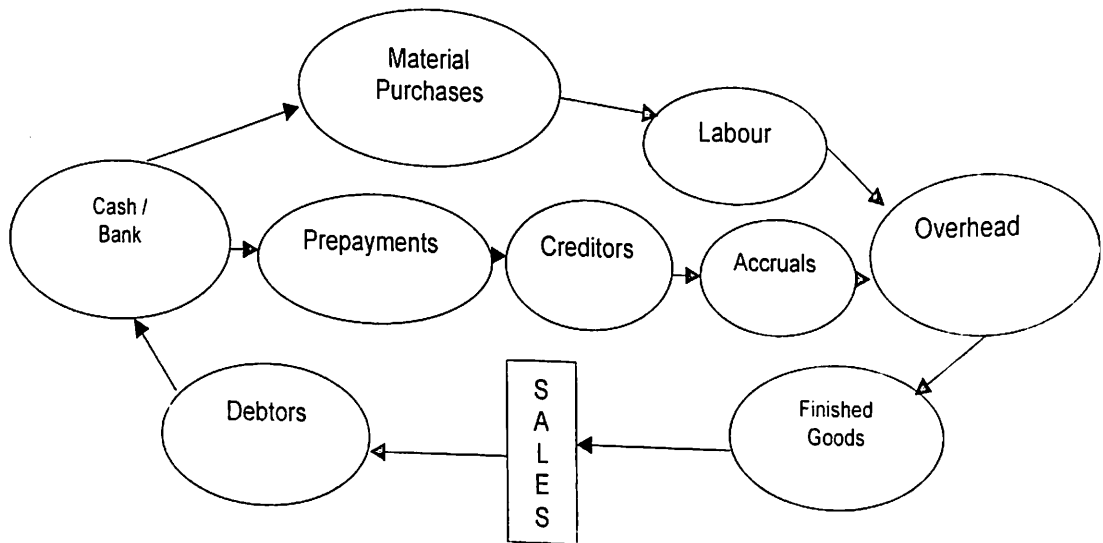 Material
Purchases
Labour
Cash /
Bank
Prepayments
Creditors
Accruals
Overhead
Debtors
S
A
L
E
S
Finished
Goods